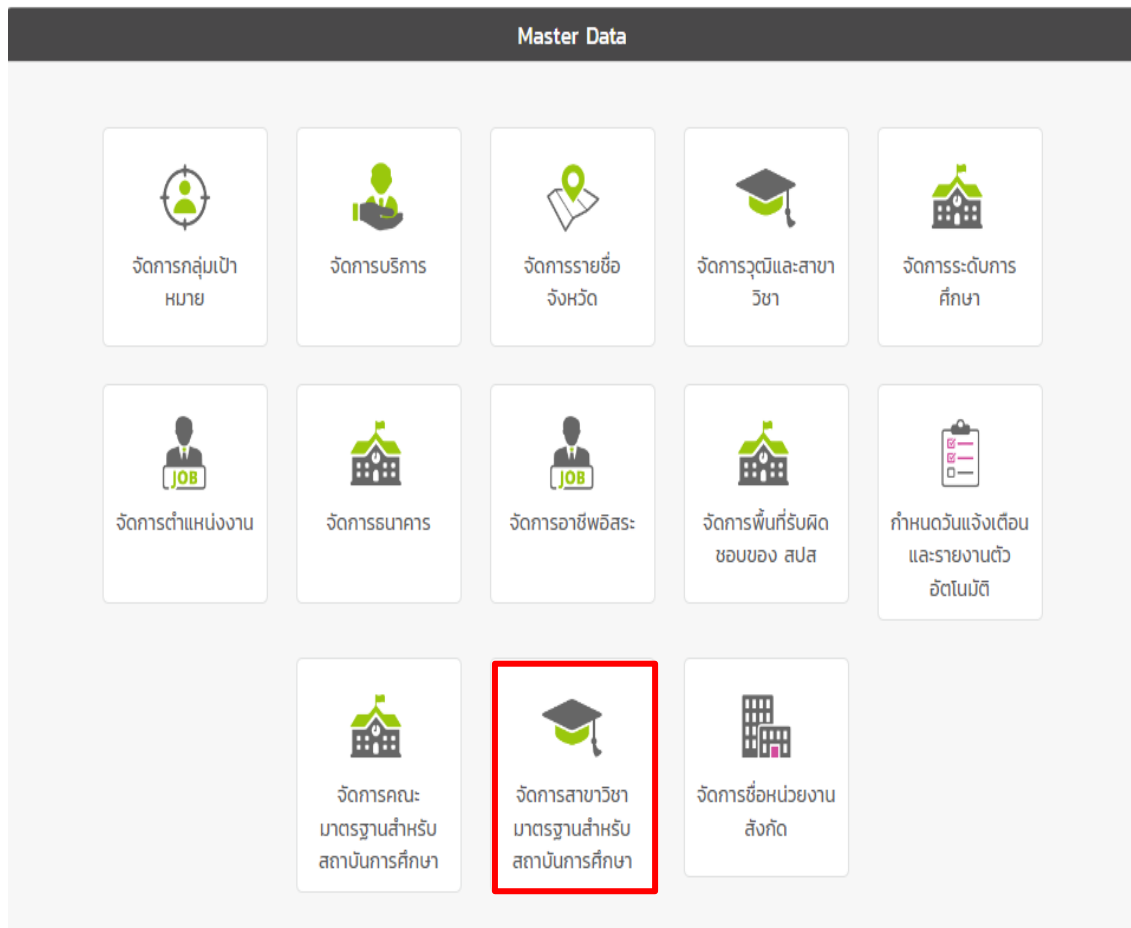 Master Data
จัดการกลุ่มเป้า
หมาย
จัดการบริการ
จัดการรายชื่อ
จังหวัด
จัดการวุฒิและสาขา
วิชา
จัดการระดับการ
ศึกษา
JOB
จัดการตำแหน่งงาน
จัดการธนาคาร
JOB
จัดการอาชีพอิสระ
จัดการพื้นที่รับผิด
ชอบของ สปส
กำหนดวันแจ้งเตือน
และรายงานตัว
อัตโนมัติ
จัดการคณะ
มาตรฐานสำหรับ
สถาบันการศึกษา
จัดการสาขาวิชา
มาตรฐานสำหรับ
สถาบันการศึกษา
จัดการชื่อหน่วยงาน
สังกัด